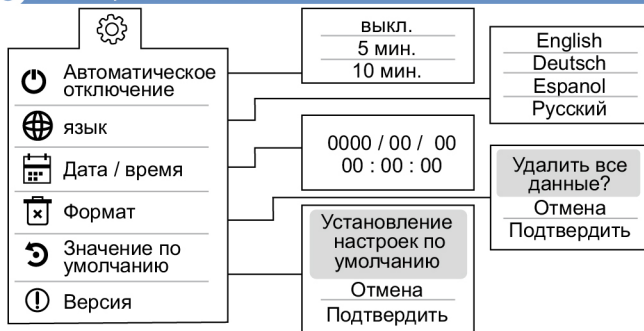 Автоматическое
отключение
язык
Дата / время
Формат
Значение по
умолчанию
Версия
выкл.
5 мин.
10 мин.
English
Deutsch
Espanol
Русский
0000 / 00 / 00
00 : 00 : 00
Удалить все
данные?
Отмена
Подтвердить
Установление
настроек по
умолчанию
Отмена
Подтвердить